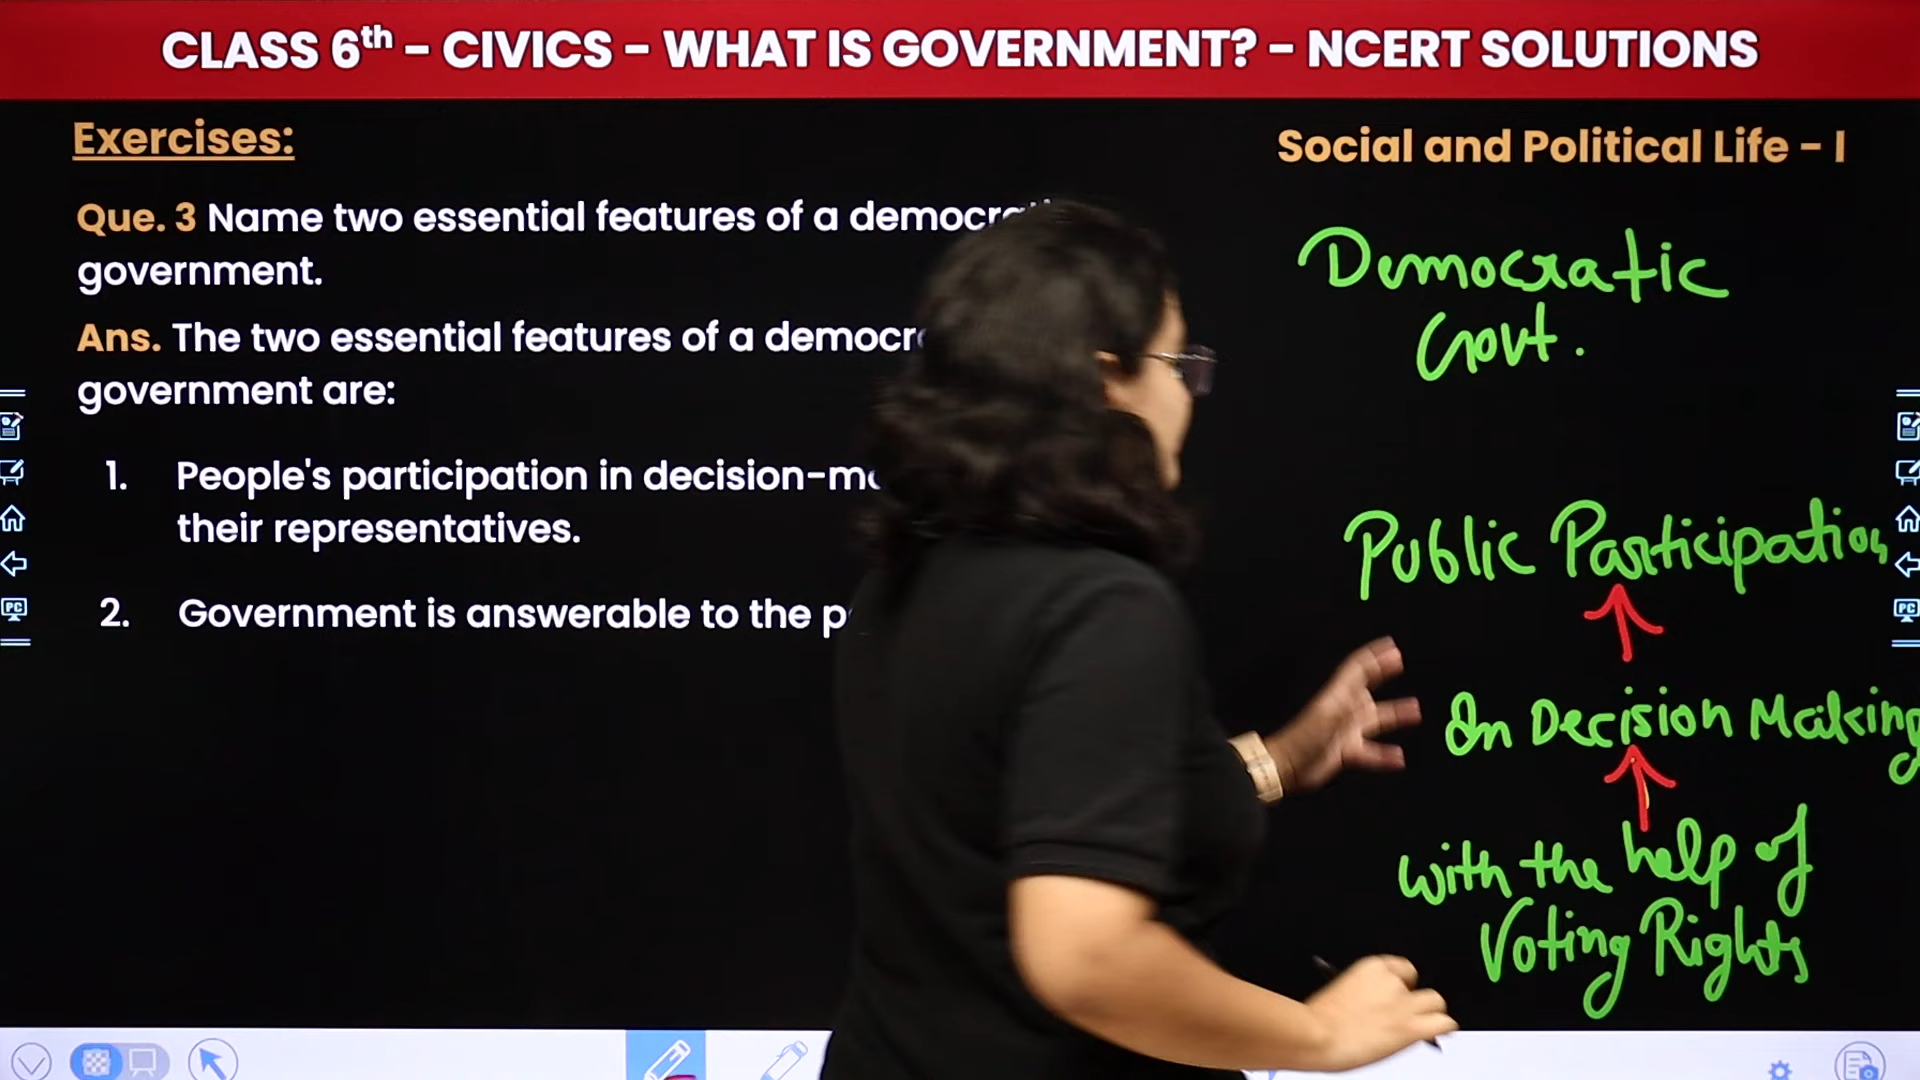 CLASS 6th - CIVICS - WHAT IS GOVERNMENT? - NCERT SOLUTIONS
Exercises:
Social and Political Life - I
Que. 3 Name two essential features of a
government.
Ans. The two essential features of a
government are:
1. People's participation in
their representatives.
2. Government is answerable to the
Democratic
Govt.
Public Participation
In Decision Making
with the help of
Voting Rights
PC
PC